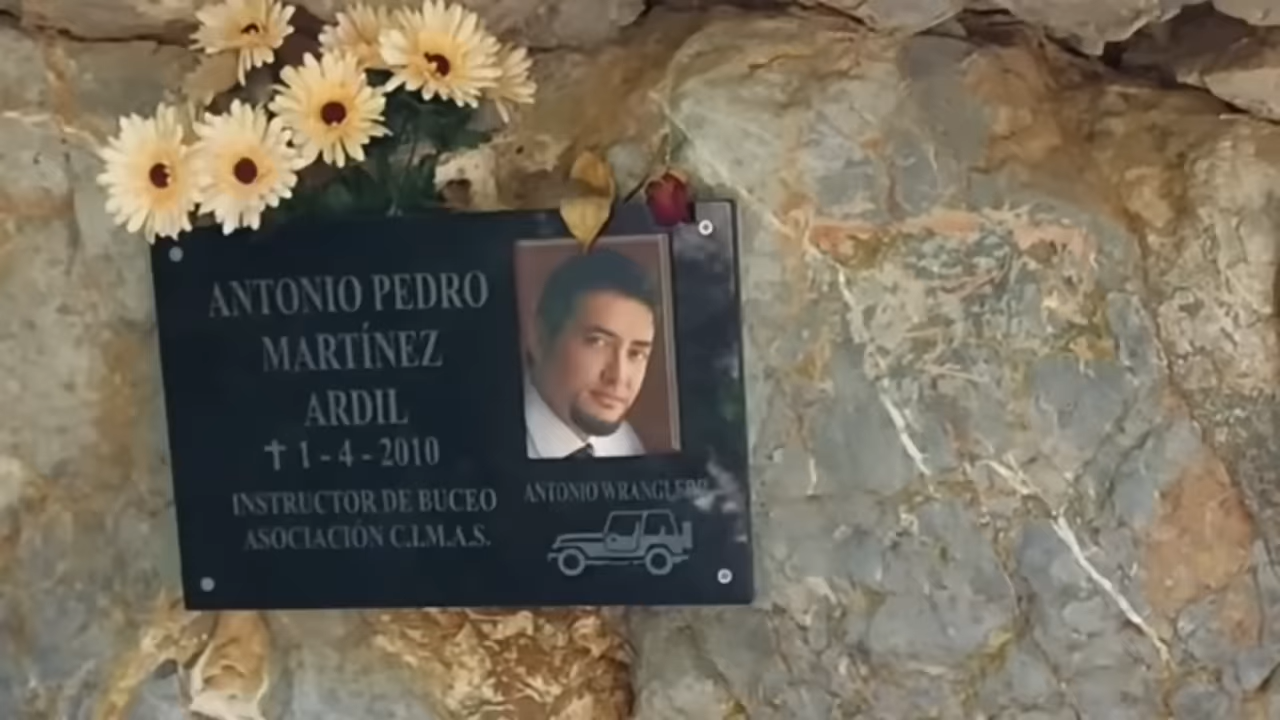 ANTONIO PEDRO
MARTÍNEZ
ARDIL
✝ 1 - 4 - 2010
INSTRUCTOR DE BUCEO
ASOCIACIÓN C.I.M.A.S.
ANTONIO